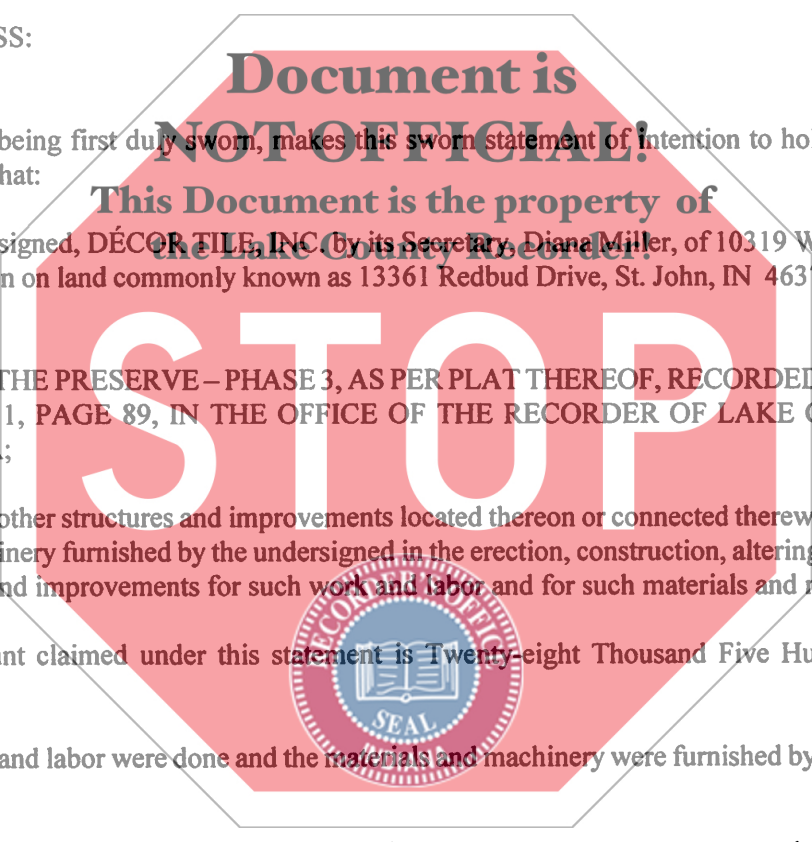 SS:
Document is
NOT OFFICIAL!
being first duly sworn, makes this sworn statement of intention to ho
hat:
This Document is the property of
the Lake County Recorder!
signed, DÉCOR TILE, INC. by its Secretary, Diana Miller, of 10319 W
n on land commonly known as 13361 Redbud Drive, St. John, IN 463
STOP
THE PRESERVE – PHASE 3, AS PER PLAT THEREOF, RECORDED
1, PAGE 89, IN THE OFFICE OF THE RECORDER OF LAKE
other structures and improvements located thereon or connected therew
inery furnished by the undersigned in the erection, construction, altering
nd improvements for such work and labor and for such materials and
RECORDER'S OFFICE
nt claimed under this statement is Twenty-eight Thousand Five Hu
SEAL
INDIANA
and labor were done and the materials and machinery were furnished by